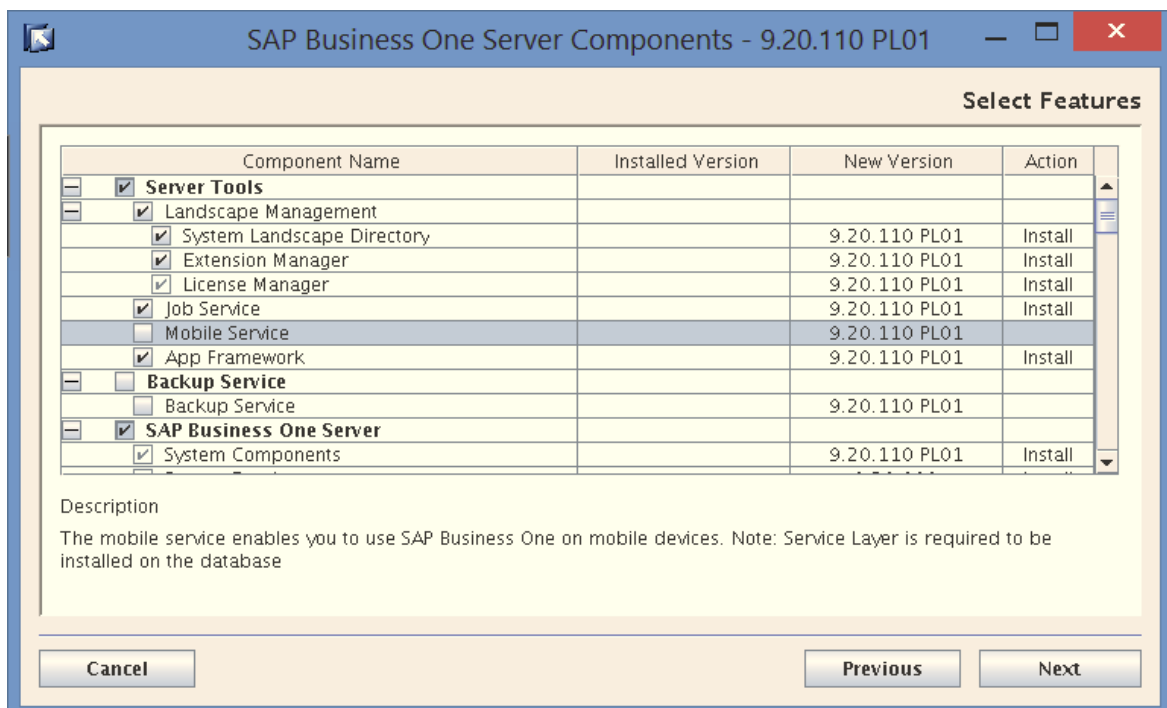 SAP Business One Server Components - 9.20.110 PL01
Select Features
Component Name Installed Version New Version Action
Server Tools
Landscape Management
System Landscape Directory 9.20.110 PL01 Install
Extension Manager 9.20.110 PL01 Install
License Manager 9.20.110 PL01 Install
Job Service 9.20.110 PL01 Install
Mobile Service 9.20.110 PL01
App Framework 9.20.110 PL01 Install
Backup Service
Backup Service 9.20.110 PL01
SAP Business One Server
System Components 9.20.110 PL01 Install
Description
The mobile service enables you to use SAP Business One on mobile devices. Note: Service Layer is required to be
installed on the database
Cancel Previous Next